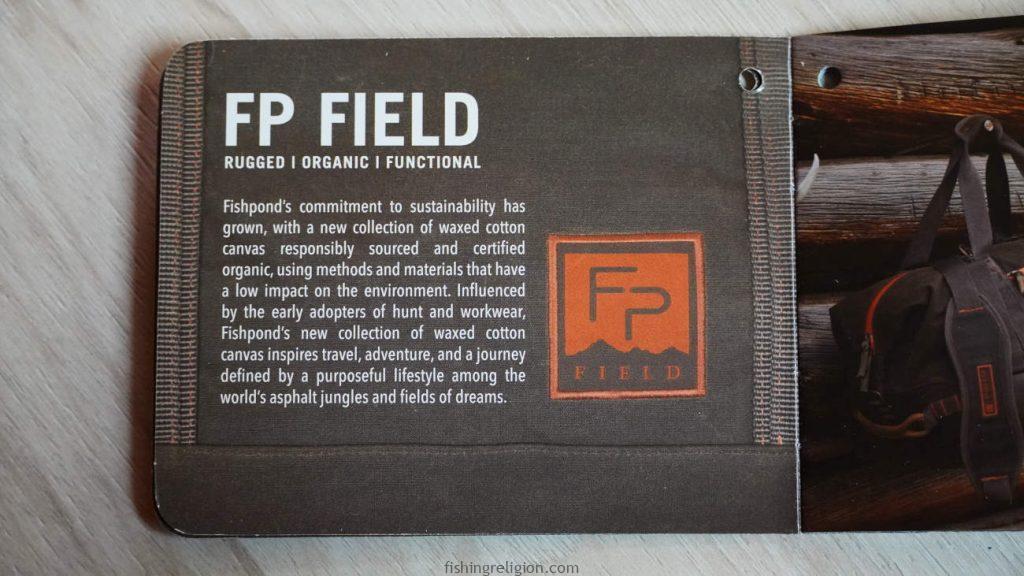 FP FIELD
RUGGED | ORGANIC | FUNCTIONAL
Fishpond's commitment to sustainability has
grown, with a new collection of waxed cotton
canvas responsibly sourced and certified
organic, using methods and materials that have
a low impact on the environment. Influenced
by the early adopters of hunt and workwear,
Fishpond's new collection of waxed cotton
canvas inspires travel, adventure, and a journey
defined by a purposeful lifestyle among the
world's asphalt jungles and fields of dreams.
FP
FIELD
fishingreligion.com